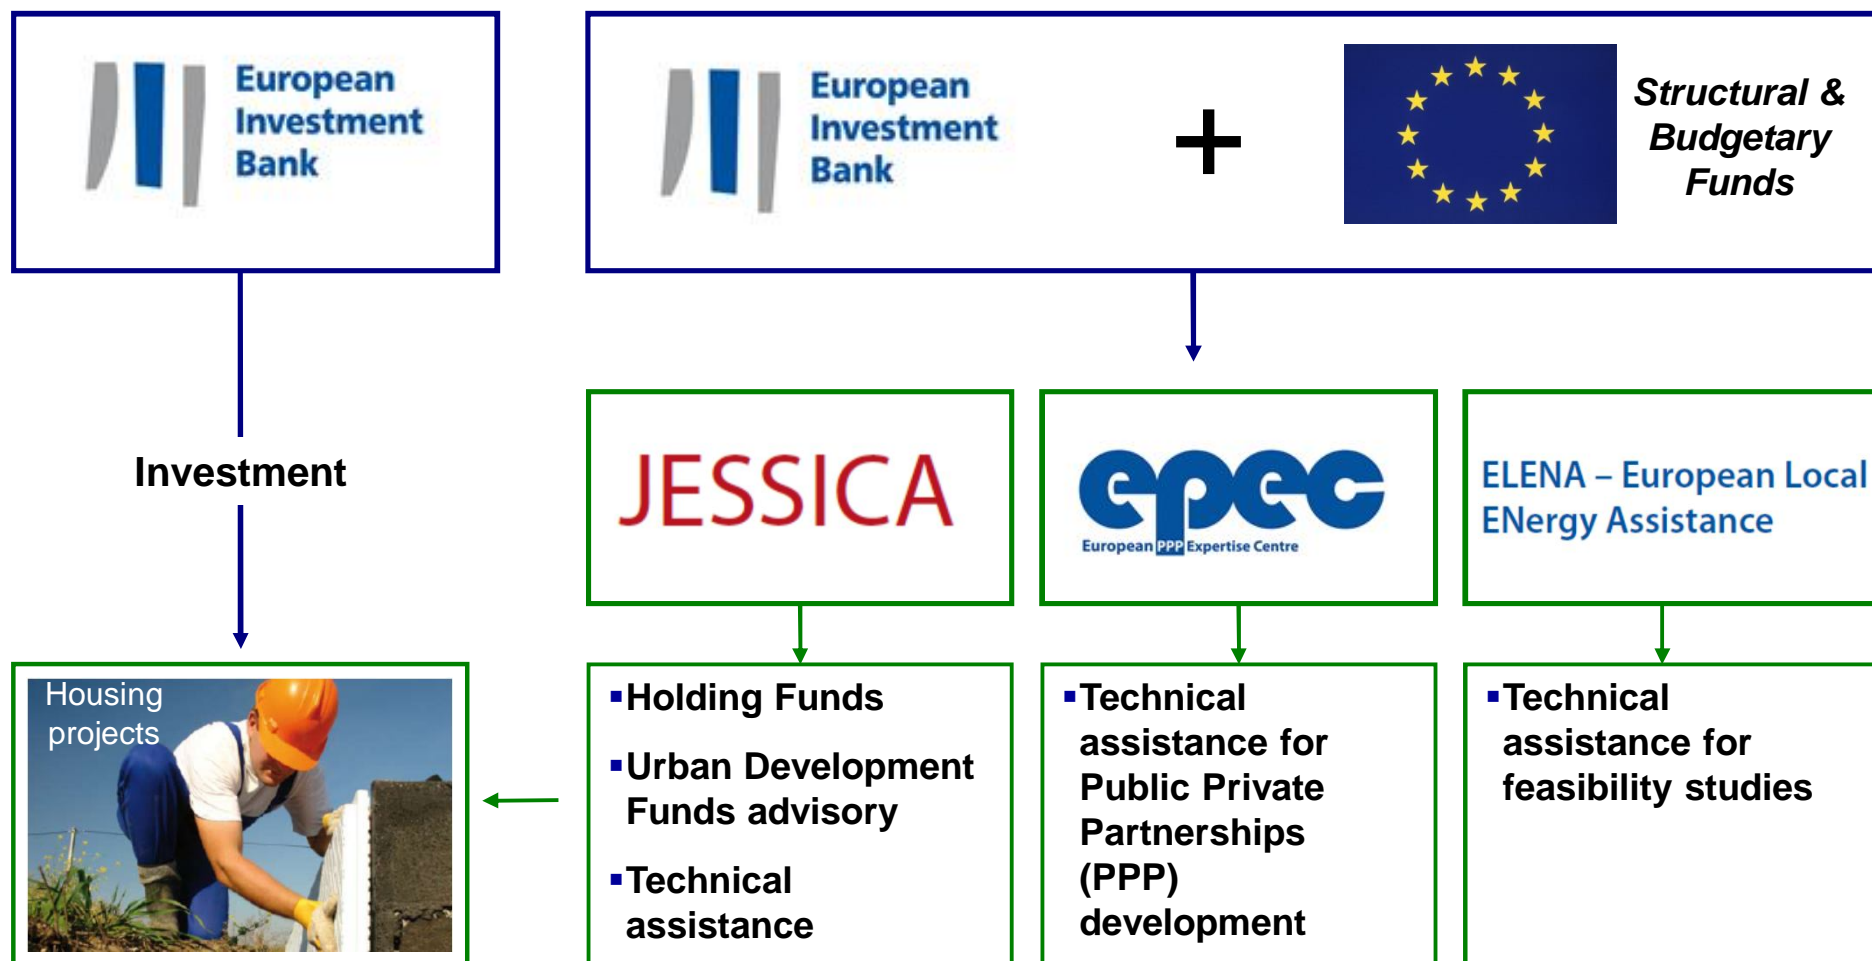 European
Investment
Bank
European
Investment
Bank
+
Structural &
Budgetary
Funds
Investment
JESSICA
epec
European PPP Expertise Centre
ELENA – European Local
ENergy Assistance
Housing
projects
▪Holding Funds
▪Urban Development
Funds advisory
▪Technical
assistance
▪Technical
assistance for
Public Private
Partnerships
(PPP)
development
▪Technical
assistance for
feasibility studies